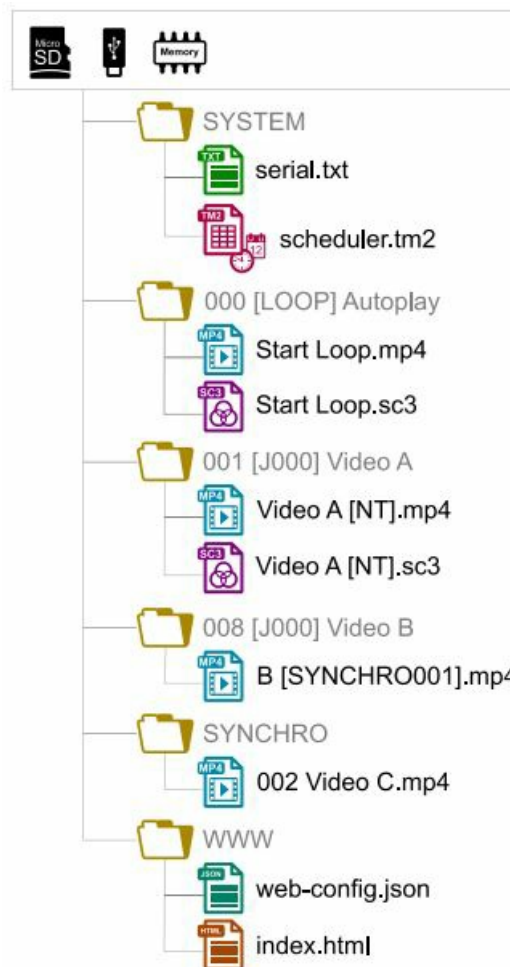 Micro
SD
Memory
SYSTEM
TXT
serial.txt
TM2
12
scheduler.tm2
000 [LOOP] Autoplay
MP4
Start Loop.mp4
SC3
Start Loop.sc3
001 [J000] Video A
MP4
Video A [NT].mp4
SC3
Video A [NT].sc3
008 [J000] Video B
MP4
B [SYNCHRO001].mp4
SYNCHRO
MP4
002 Video C.mp4
WWW
JSON
web-config.json
HTML
index.html